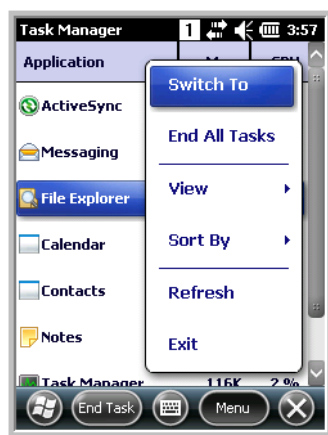 Task Manager 1 3:57
Application
Switch To
ActiveSync
End All Tasks
Messaging
View
File Explorer
Calendar
Sort By
Contacts
Refresh
Notes
Exit
Task Manager 116K 2 %
End Task Menu